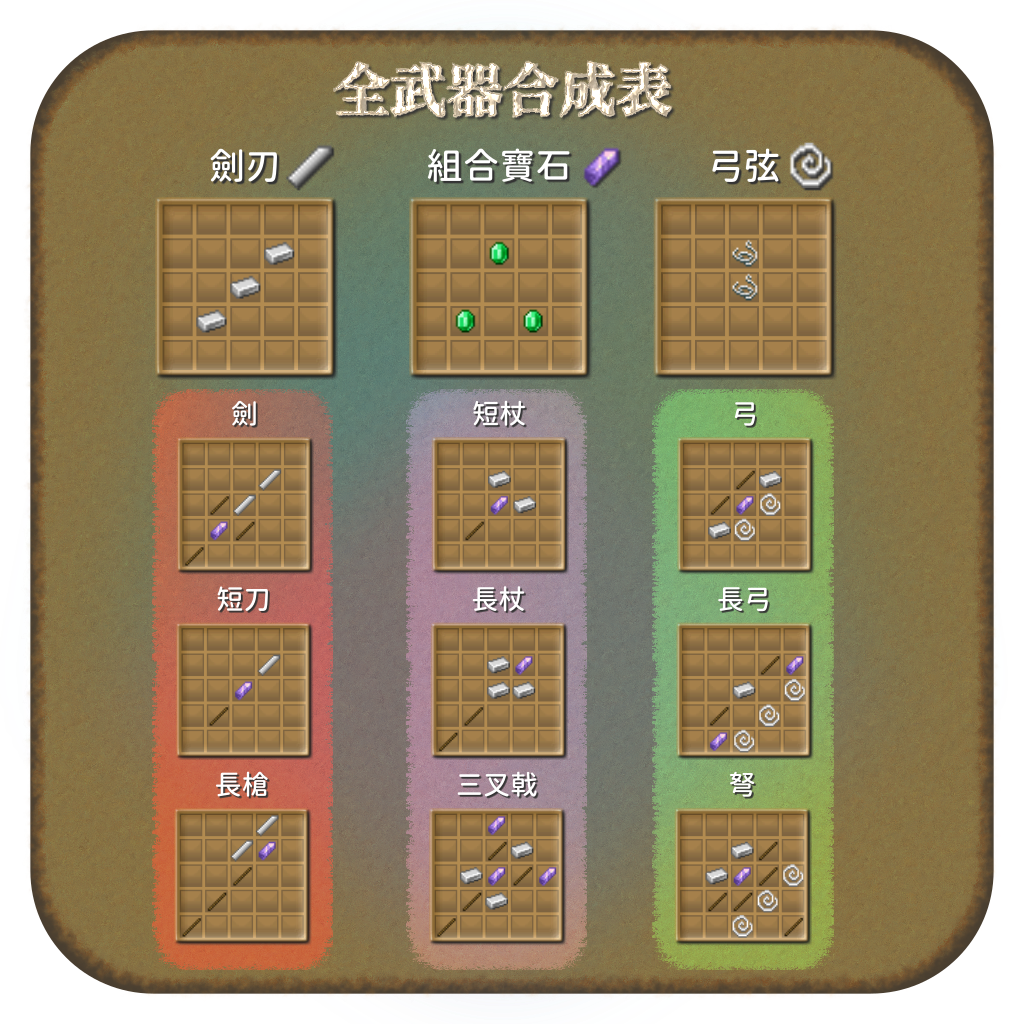 全武器合成表
劍刃 組合寶石 弓弦
劍 短杖 弓
短刀 長杖 長弓
長槍 三叉戟 弩